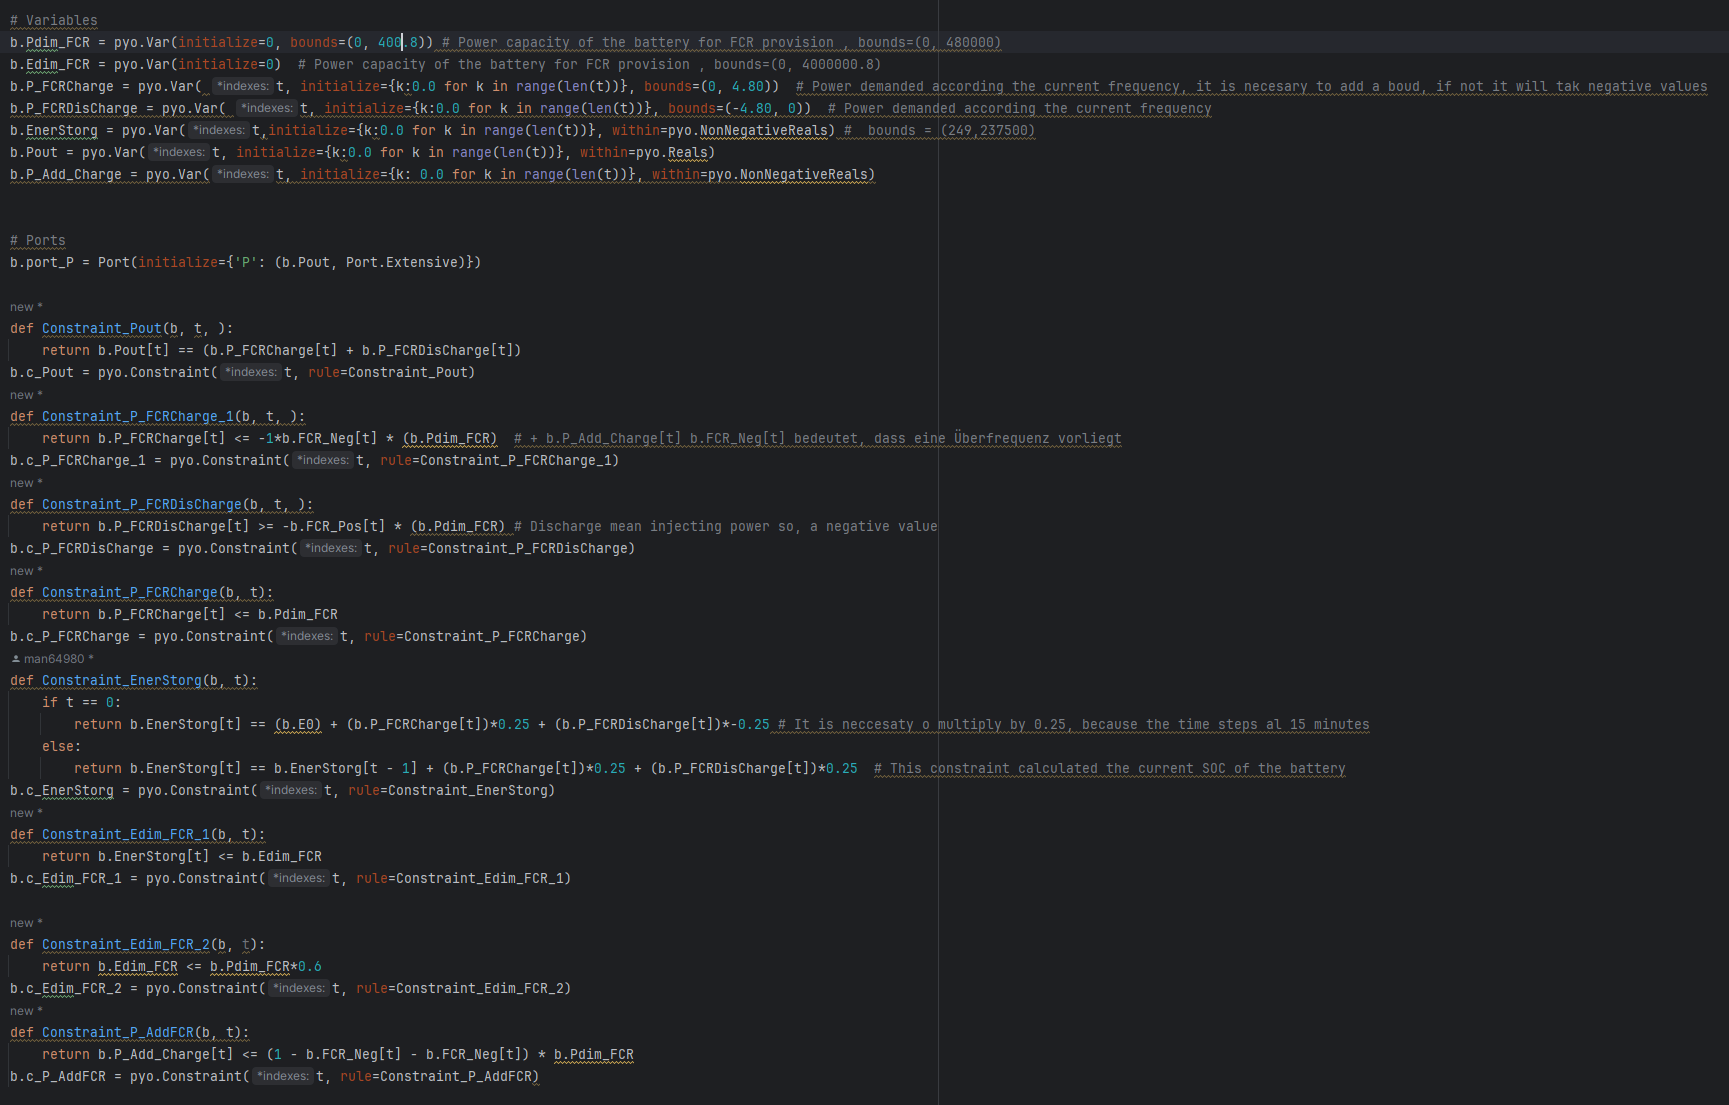 # Variables
b.Pdim_FCR = pyo.Var(initialize=0, bounds=(0, 400.8)) # Power capacity of the battery for FCR provision , bounds=(0, 480000)
b.Edim_FCR = pyo.Var(initialize=0)  # Power capacity of the battery for FCR provision , bounds=(0, 4000000.8)
b.P_FCRCharge = pyo.Var( *indexes: t, initialize={k:0.0 for k in range(len(t))}, bounds=(0, 4.80))  # Power demanded according the current frequency, it is necesary to add a boud, if not it will tak negative values
b.P_FCRDisCharge = pyo.Var( *indexes: t, initialize={k:0.0 for k in range(len(t))}, bounds=(-4.80, 0))  # Power demanded according the current frequency
b.EnerStorg = pyo.Var( *indexes: t,initialize={k:0.0 for k in range(len(t))}, within=pyo.NonNegativeReals) #  bounds = (249,237500)
b.Pout = pyo.Var( *indexes: t, initialize={k:0.0 for k in range(len(t))}, within=pyo.Reals)
b.P_Add_Charge = pyo.Var( *indexes: t, initialize={k: 0.0 for k in range(len(t))}, within=pyo.NonNegativeReals)
# Ports
b.port_P = Port(initialize={'P': (b.Pout, Port.Extensive)})
new *
def Constraint_Pout(b, t, ):
    return b.Pout[t] == (b.P_FCRCharge[t] + b.P_FCRDisCharge[t])
b.c_Pout = pyo.Constraint( *indexes: t, rule=Constraint_Pout)
new *
def Constraint_P_FCRCharge_1(b, t, ):
    return b.P_FCRCharge[t] <= -1*b.FCR_Neg[t] * (b.Pdim_FCR)  # + b.P_Add_Charge[t] b.FCR_Neg[t] bedeutet, dass eine Überfrequenz vorliegt
b.c_P_FCRCharge_1 = pyo.Constraint( *indexes: t, rule=Constraint_P_FCRCharge_1)
new *
def Constraint_P_FCRDisCharge(b, t, ):
    return b.P_FCRDisCharge[t] >= -b.FCR_Pos[t] * (b.Pdim_FCR) # Discharge mean injecting power so, a negative value
b.c_P_FCRDisCharge = pyo.Constraint( *indexes: t, rule=Constraint_P_FCRDisCharge)
new *
def Constraint_P_FCRCharge(b, t):
    return b.P_FCRCharge[t] <= b.Pdim_FCR
b.c_P_FCRCharge = pyo.Constraint( *indexes: t, rule=Constraint_P_FCRCharge)
man64980 *
def Constraint_EnerStorg(b, t):
    if t == 0:
        return b.EnerStorg[t] == (b.E0) + (b.P_FCRCharge[t])*0.25 + (b.P_FCRDisCharge[t])*-0.25 # It is neccesaty o multiply by 0.25, because the time steps al 15 minutes
    else:
        return b.EnerStorg[t] == b.EnerStorg[t - 1] + (b.P_FCRCharge[t])*0.25 + (b.P_FCRDisCharge[t])*0.25  # This constraint calculated the current SOC of the battery
b.c_EnerStorg = pyo.Constraint( *indexes: t, rule=Constraint_EnerStorg)
new *
def Constraint_Edim_FCR_1(b, t):
    return b.EnerStorg[t] <= b.Edim_FCR
b.c_Edim_FCR_1 = pyo.Constraint( *indexes: t, rule=Constraint_Edim_FCR_1)
new *
def Constraint_Edim_FCR_2(b, t):
    return b.Edim_FCR <= b.Pdim_FCR*0.6
b.c_Edim_FCR_2 = pyo.Constraint( *indexes: t, rule=Constraint_Edim_FCR_2)
new *
def Constraint_P_AddFCR(b, t):
    return b.P_Add_Charge[t] <= (1 - b.FCR_Neg[t] - b.FCR_Neg[t]) * b.Pdim_FCR
b.c_P_AddFCR = pyo.Constraint( *indexes: t, rule=Constraint_P_AddFCR)